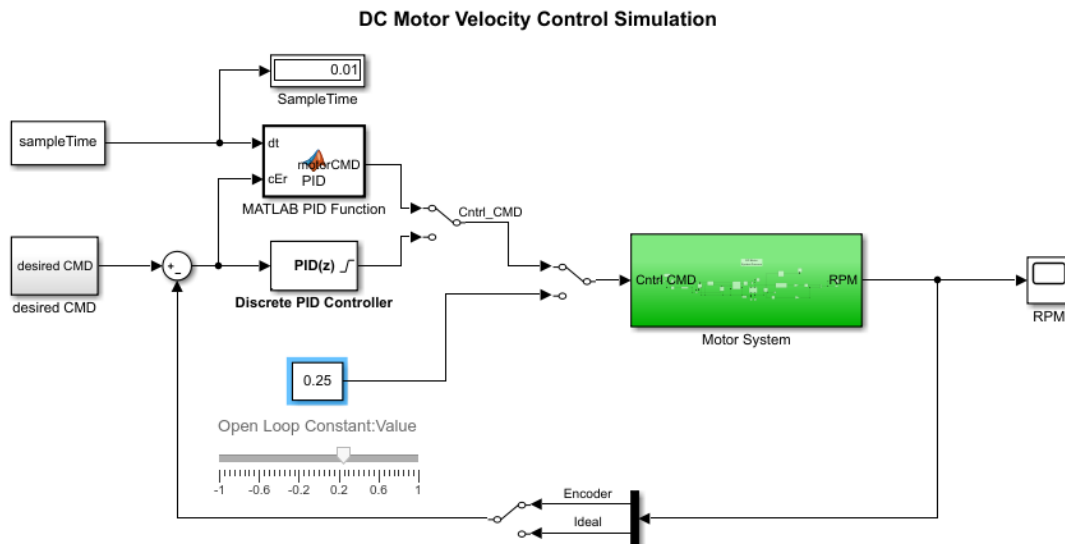 DC Motor Velocity Control Simulation
0.01
SampleTime
sampleTime
dt
motorCMD
cEr
PID
MATLAB PID Function
Cntrl_CMD
desired CMD
+
-
PID(z)
desired CMD
Discrete PID Controller
Cntrl CMD
RPM
Motor System
RPM
0.25
Open Loop Constant:Value
-1 -0.6 -0.2 0.2 0.6 1
Encoder
Ideal